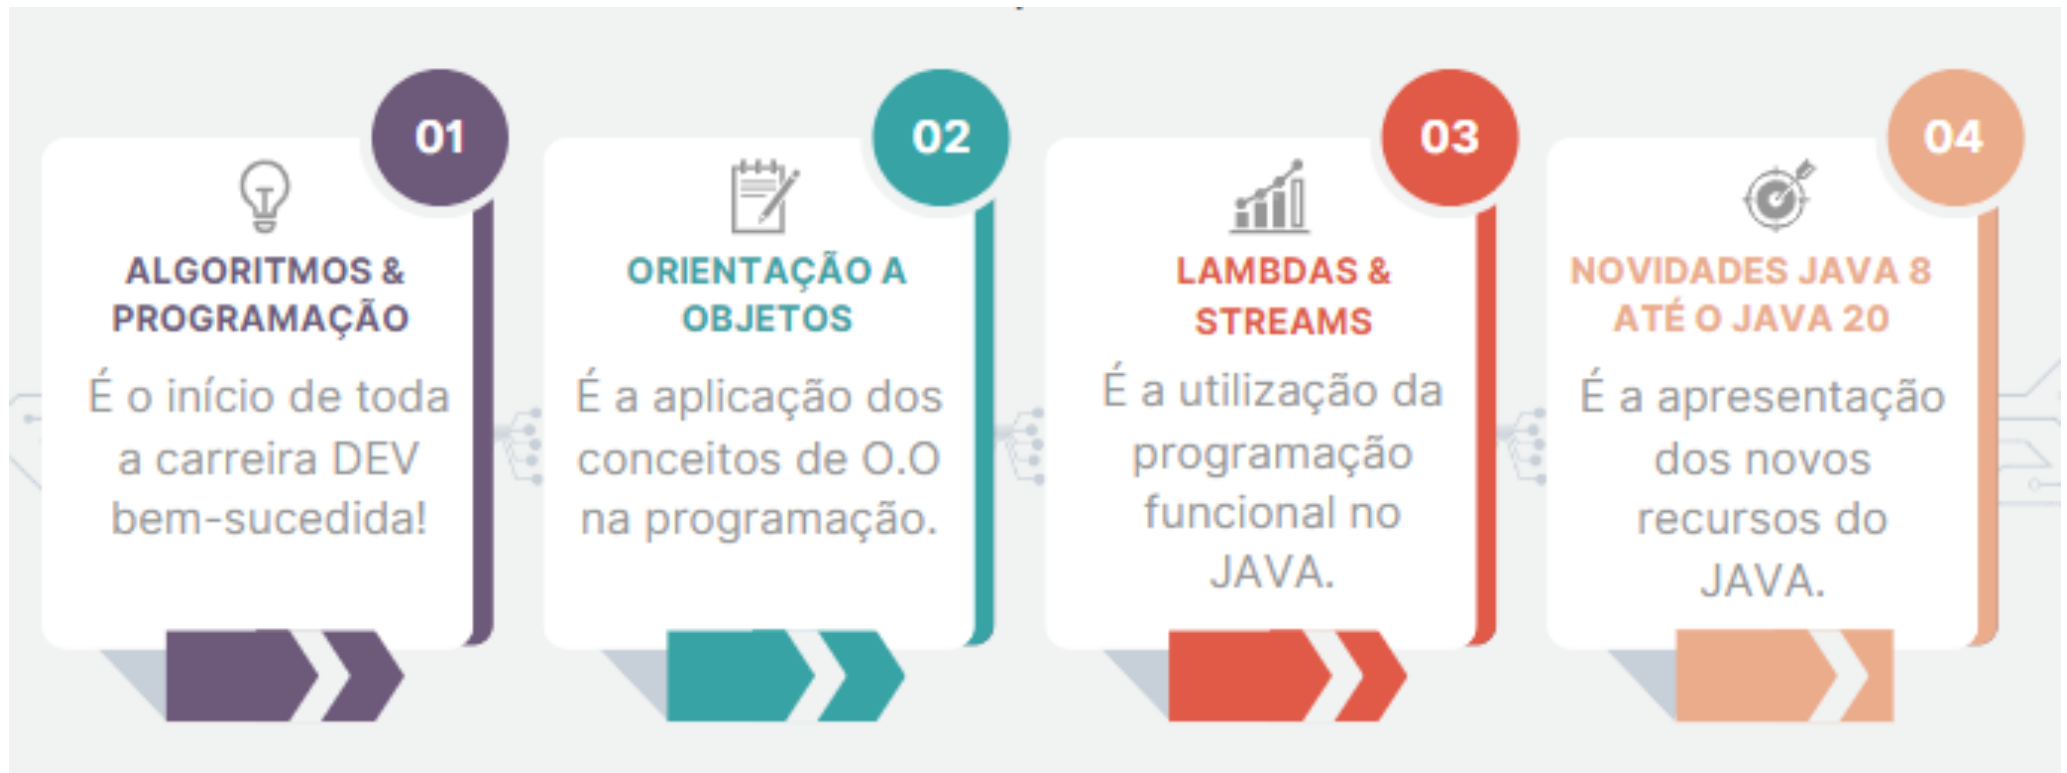 01
ALGORITMOS &
PROGRAMAÇÃO
É o início de toda
a carreira DEV
bem-sucedida!
02
ORIENTAÇÃO A
OBJETOS
É a aplicação dos
conceitos de O.O
na programação.
03
LAMBDAS &
STREAMS
É a utilização da
programação
funcional no
JAVA.
04
NOVIDADES JAVA 8
ATÉ O JAVA 20
É a apresentação
dos novos
recursos do
JAVA.